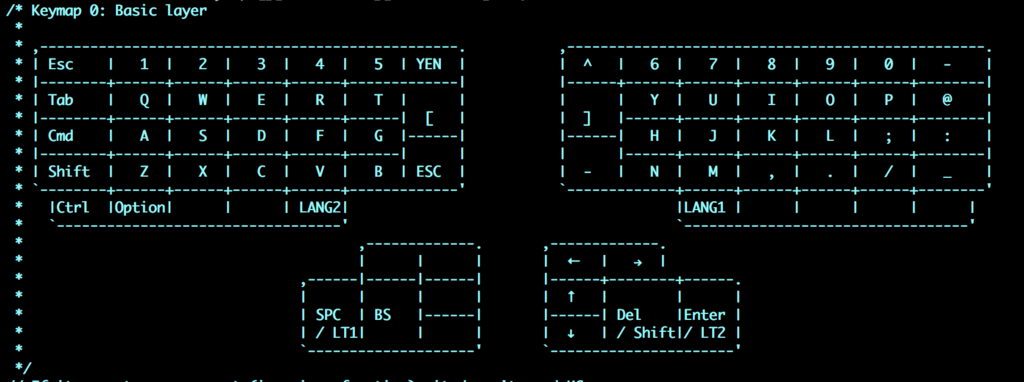 /* Keymap 0: Basic layer
 *
 * ,--------------------------------------------------.           ,--------------------------------------------------.
 * | Esc    |   1  |   2  |   3  |   4  |   5  | YEN  |           |  ^   |   6  |   7  |   8  |   9  |   0  |   -    |
 * |--------+------+------+------+------+-------------|           |------+------+------+------+------+------+--------|
 * | Tab    |   Q  |   W  |   E  |   R  |   T  |      |           |      |   Y  |   U  |   I  |   O  |   P  |   @    |
 * |--------+------+------+------+------+------|  [   |           |  ]   |------+------+------+------+------+--------|
 * | Cmd    |   A  |   S  |   D  |   F  |   G  |------|           |------|   H  |   J  |   K  |   L  |   ;  |   :    |
 * |--------+------+------+------+------+------|      |           |      |------+------+------+------+------+--------|
 * | Shift  |   Z  |   X  |   C  |   V  |   B  | ESC  |           |  -   |   N  |   M  |   ,  |   .  |   /  |   _    |
 * `--------+------+------+------+------+-------------'           `-------------+------+------+------+------+--------'
 *   |Ctrl  |Option|      |      | LANG2|                                       |LANG1 |      |      |      |      |
 *   `----------------------------------'                                       `----------------------------------'
 *                                        ,-------------.       ,-------------.
 *                                        |      |      |       |  ←   |  →  |
 *                                 ,------|------|------|       |------+------+------.
 *                                 |      |      |      |       |  ↑   |      |      |
 *                                 | SPC  | BS   |------|       |------| Del  |Enter |
 *                                 | / LT1|      |      |       |  ↓   | / Shift|/ LT2 |
 *                                 `--------------------'       `----------------------'
 */